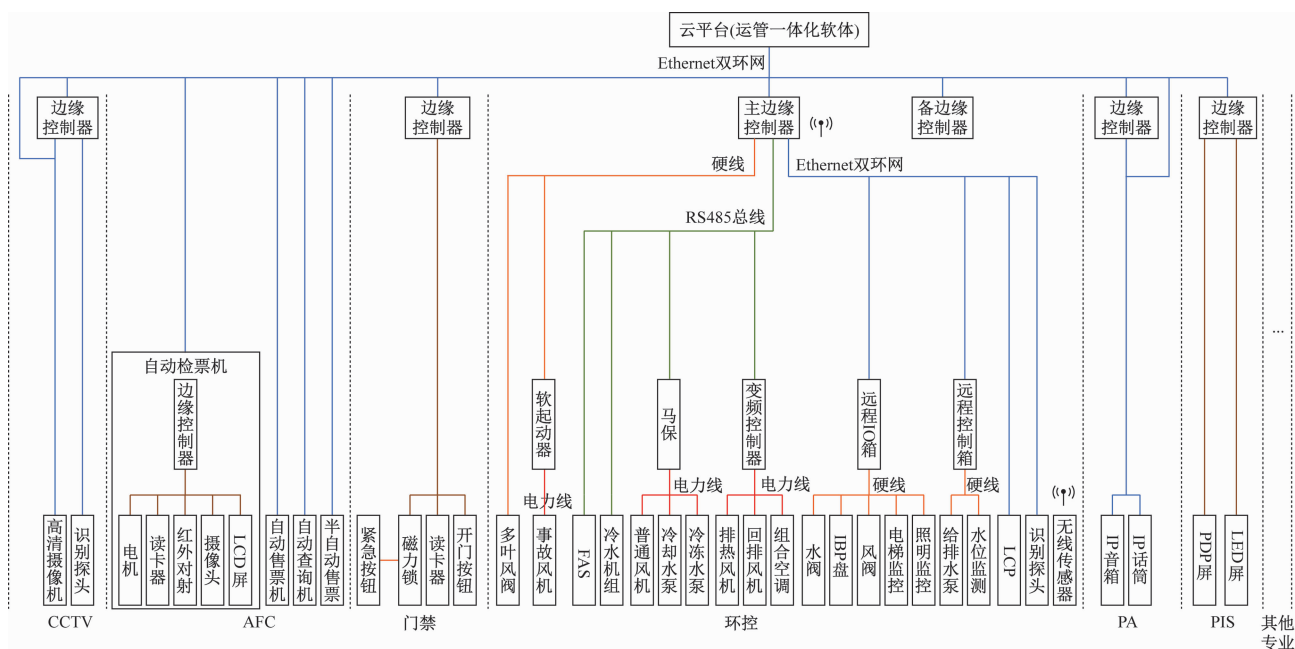 云平台(运管一体化软体)
Ethernet双环网
边缘
控制器
边缘
控制器
主边缘
控制器
备边缘
控制器
边缘
控制器
边缘
控制器
硬线
Ethernet双环网
RS485总线
...
自动检票机
边缘控制器
软起动器
马保
变频控制器
远程IO箱
远程控制箱
电力线
电力线
电力线
硬线
硬线
高清摄像机
识别探头
电机
读卡器
红外对射
摄像头
LCD屏
自动售票机
自动查询机
半自动售票
紧急按钮
磁力锁
读卡器
开门按钮
多叶风阀
事故风机
FAS
冷水机组
普通风机
冷却水泵
冷冻水泵
排热风机
回排风机
组合空调
水阀
IBP盘
风阀
电梯监控
照明监控
给排水泵
水位监测
LCP
识别探头
无线传感器
IP音箱
IP话筒
PDP屏
LED屏
CCTV
AFC
门禁
环控
PA
PIS
其他
专业